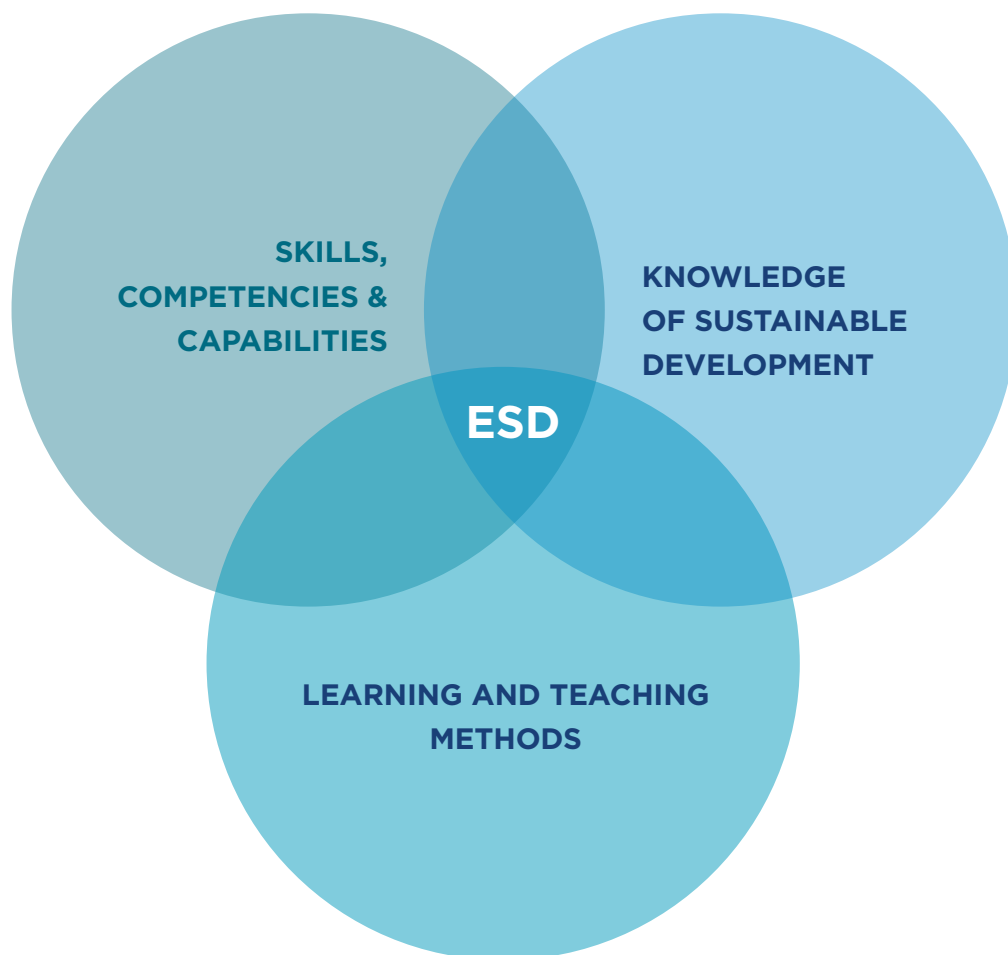 SKILLS,
COMPETENCIES &
CAPABILITIES
KNOWLEDGE
OF SUSTAINABLE
DEVELOPMENT
ESD
LEARNING AND TEACHING
METHODS